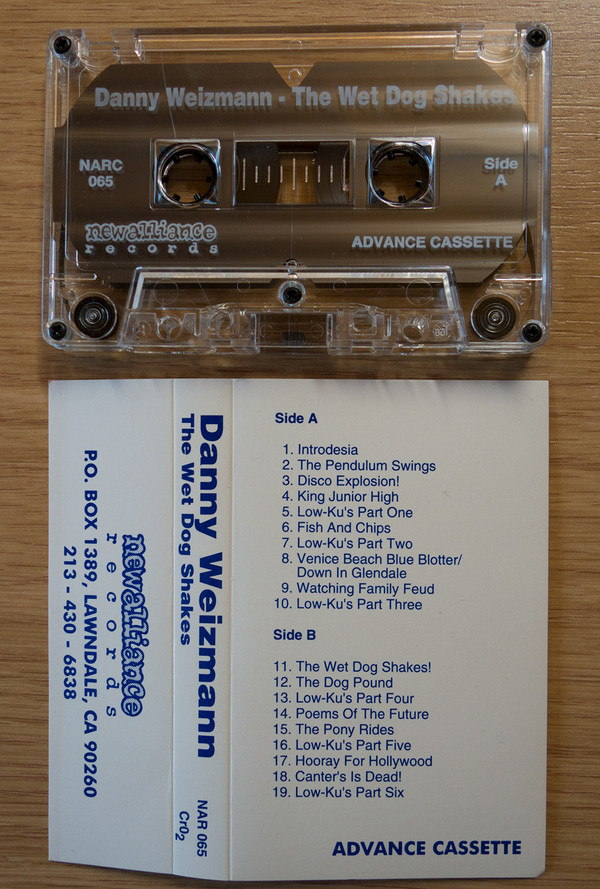 Danny Weizmann - The Wet Dog Shakes
NARC
065
Side
A
newalliance
records
ADVANCE CASSETTE
Side A
1. Introdesia
2. The Pendulum Swings
3. Disco Explosion!
4. King Junior High
5. Low-Ku's Part One
6. Fish And Chips
7. Low-Ku's Part Two
8. Venice Beach Blue Blotter/
Down In Glendale
9. Watching Family Feud
10. Low-Ku's Part Three
Side B
11. The Wet Dog Shakes!
12. The Dog Pound
13. Low-Ku's Part Four
14. Poems Of The Future
15. The Pony Rides
16. Low-Ku's Part Five
17. Hooray For Hollywood
18. Canter's Is Dead!
19. Low-Ku's Part Six
ADVANCE CASSETTE
Danny Weizmann
The Wet Dog Shakes
NAR 065
CrO2
newalliance
records
P.O. BOX 1389, LAWNDALE, CA 90260
213 - 430 - 6838